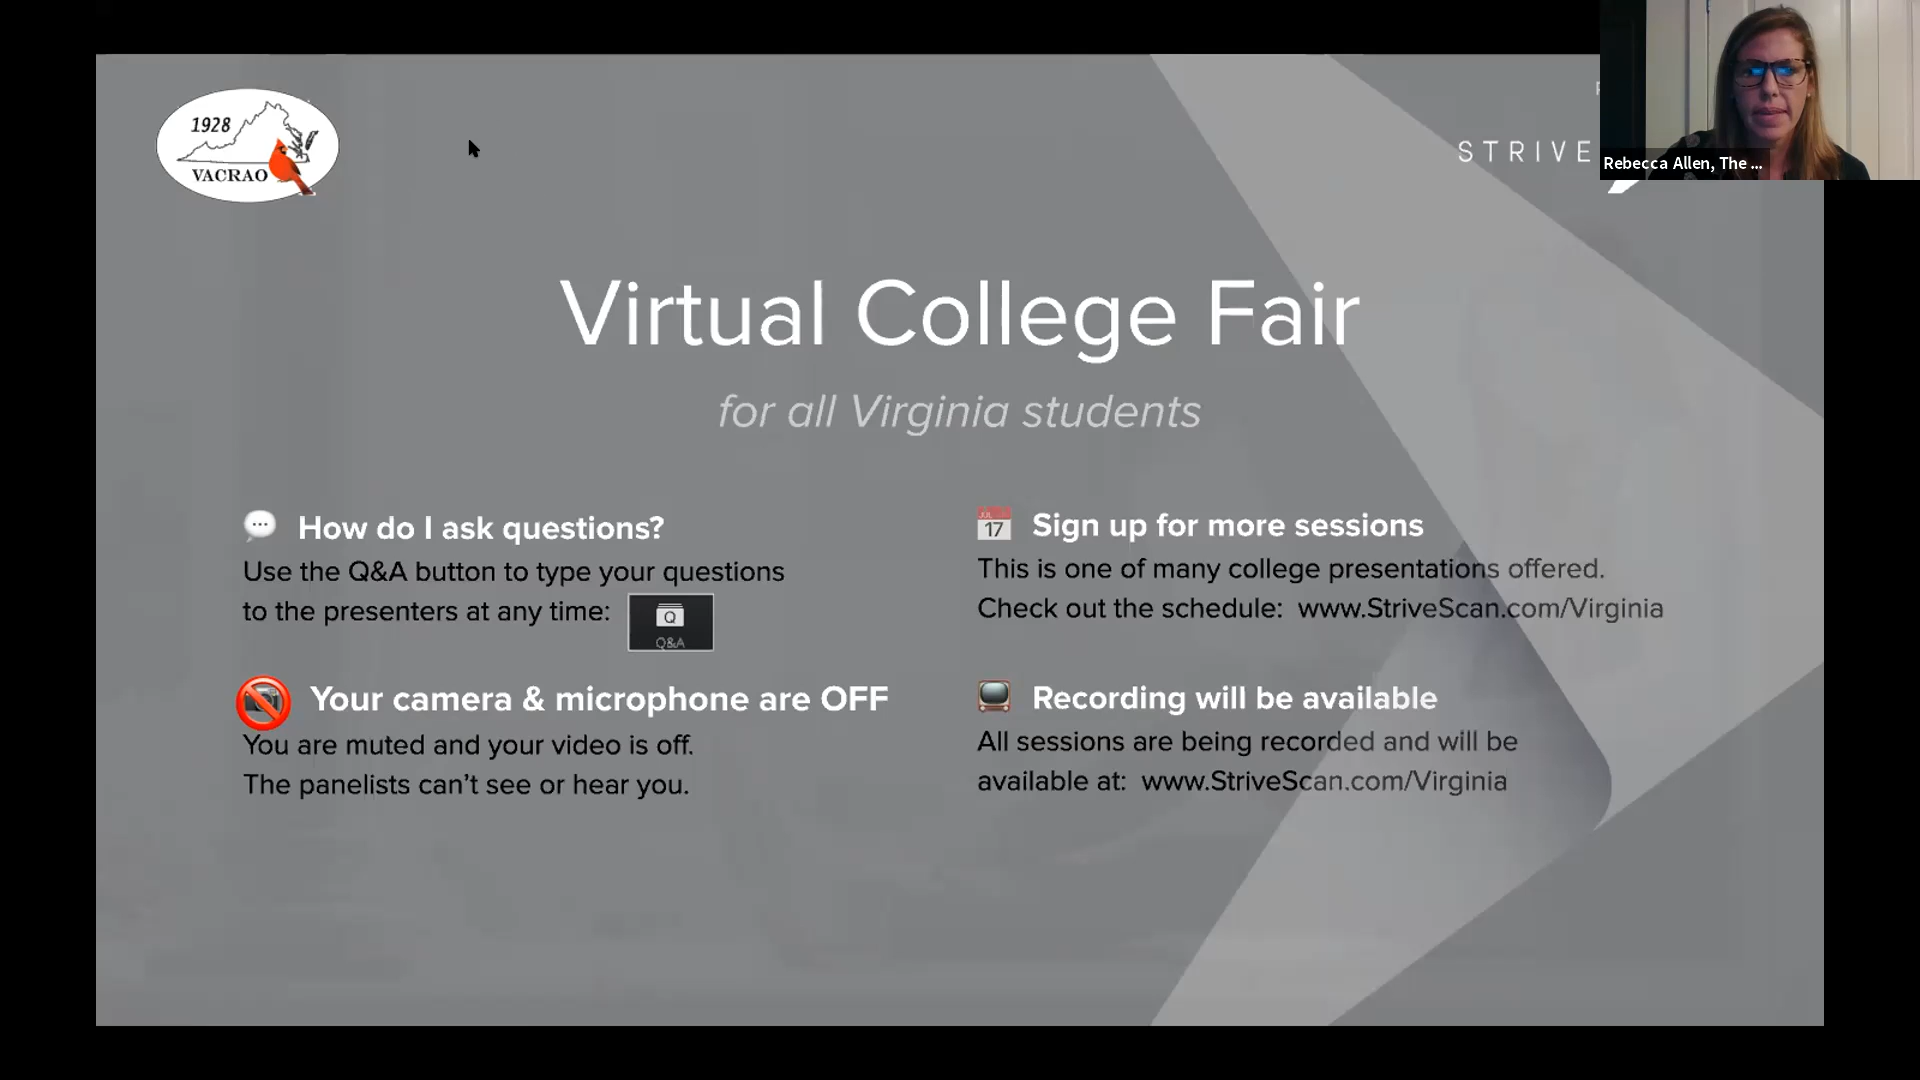 1928
VACRAO
STRIVE
Rebecca Allen, The ...
Virtual College Fair
for all Virginia students
How do I ask questions?
Use the Q&A button to type your questions
to the presenters at any time:
Q
Q&A
Your camera & microphone are OFF
You are muted and your video is off.
The panelists can’t see or hear you.
JUL
17
Sign up for more sessions
This is one of many college presentations offered.
Check out the schedule: www.StriveScan.com/Virginia
Recording will be available
All sessions are being recorded and will be
available at: www.StriveScan.com/Virginia